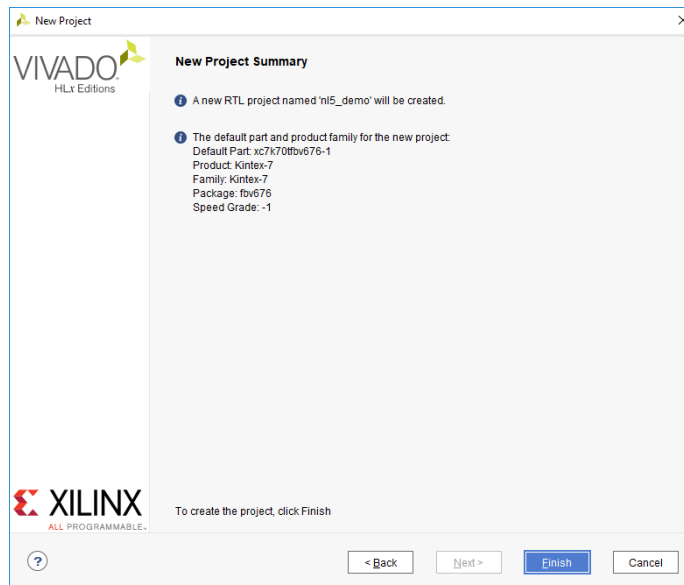 New Project
VIVADO
HLx Editions
New Project Summary
A new RTL project named 'nl5_demo' will be created.
The default part and product family for the new project:
Default Part: xc7k70tfbv676-1
Product: Kintex-7
Family: Kintex-7
Package: fbv676
Speed Grade: -1
XILINX
ALL PROGRAMMABLE™
To create the project, click Finish
?
< Back
Next >
Finish
Cancel